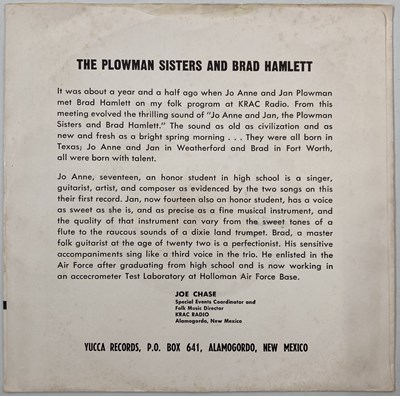 THE PLOWMAN SISTERS AND BRAD HAMLETT
It was about a year and a half ago when Jo Anne and Jan Plowman
met Brad Hamlett on my folk program at KRAC Radio. From this
meeting evolved the thrilling sound of "Jo Anne and Jan, the Plowman
Sisters and Brad Hamlett." The sound as old as civilization and as
new and fresh as a bright spring morning . . . They were all born in
Texas; Jo Anne and Jan in Weatherford and Brad in Fort Worth,
all were born with talent.
Jo Anne, seventeen, an honor student in high school is a singer,
guitarist, artist, and composer as evidenced by the two songs on this
their first record. Jan, now fourteen also an honor student, has a voice
as sweet as she is, and as precise as a fine musical instrument, and
the quality of that instrument can vary from the sweet tones of a
flute to the raucous sounds of a dixie land trumpet. Brad, a master
folk guitarist at the age of twenty two is a perfectionist. His sensitive
accompaniments sing like a third voice in the trio. He enlisted in the
Air Force after graduating from high school and is now working in
an accecrometer Test Laboratory at Holloman Air Force Base.
JOE CHASE
Special Events Coordinator and
Folk Music Director
KRAC RADIO
Alamogordo, New Mexico
YUCCA RECORDS, P.O. BOX 641, ALAMOGORDO, NEW MEXICO